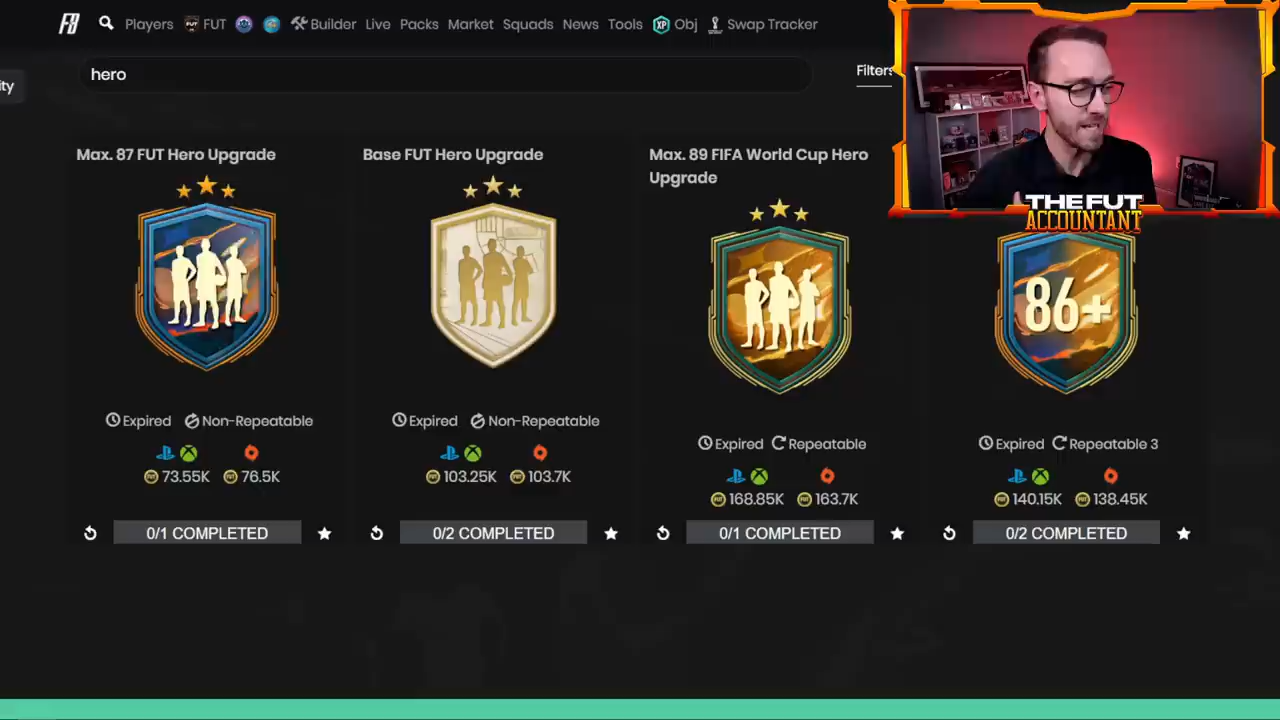 Players FUT Builder Live Packs Market Squads News Tools XP Obj Swap Tracker
ity
hero
Filters
THE FUT
ACCOUNTANT
Max. 87 FUT Hero Upgrade
Base FUT Hero Upgrade
Max. 89 FIFA World Cup Hero
Upgrade
86+
Expired Non-Repeatable
Expired Non-Repeatable
Expired Repeatable
Expired Repeatable 3
73.55K 76.5K
103.25K 103.7K
168.85K 163.7K
140.15K 138.45K
0/1 COMPLETED
0/2 COMPLETED
0/1 COMPLETED
0/2 COMPLETED